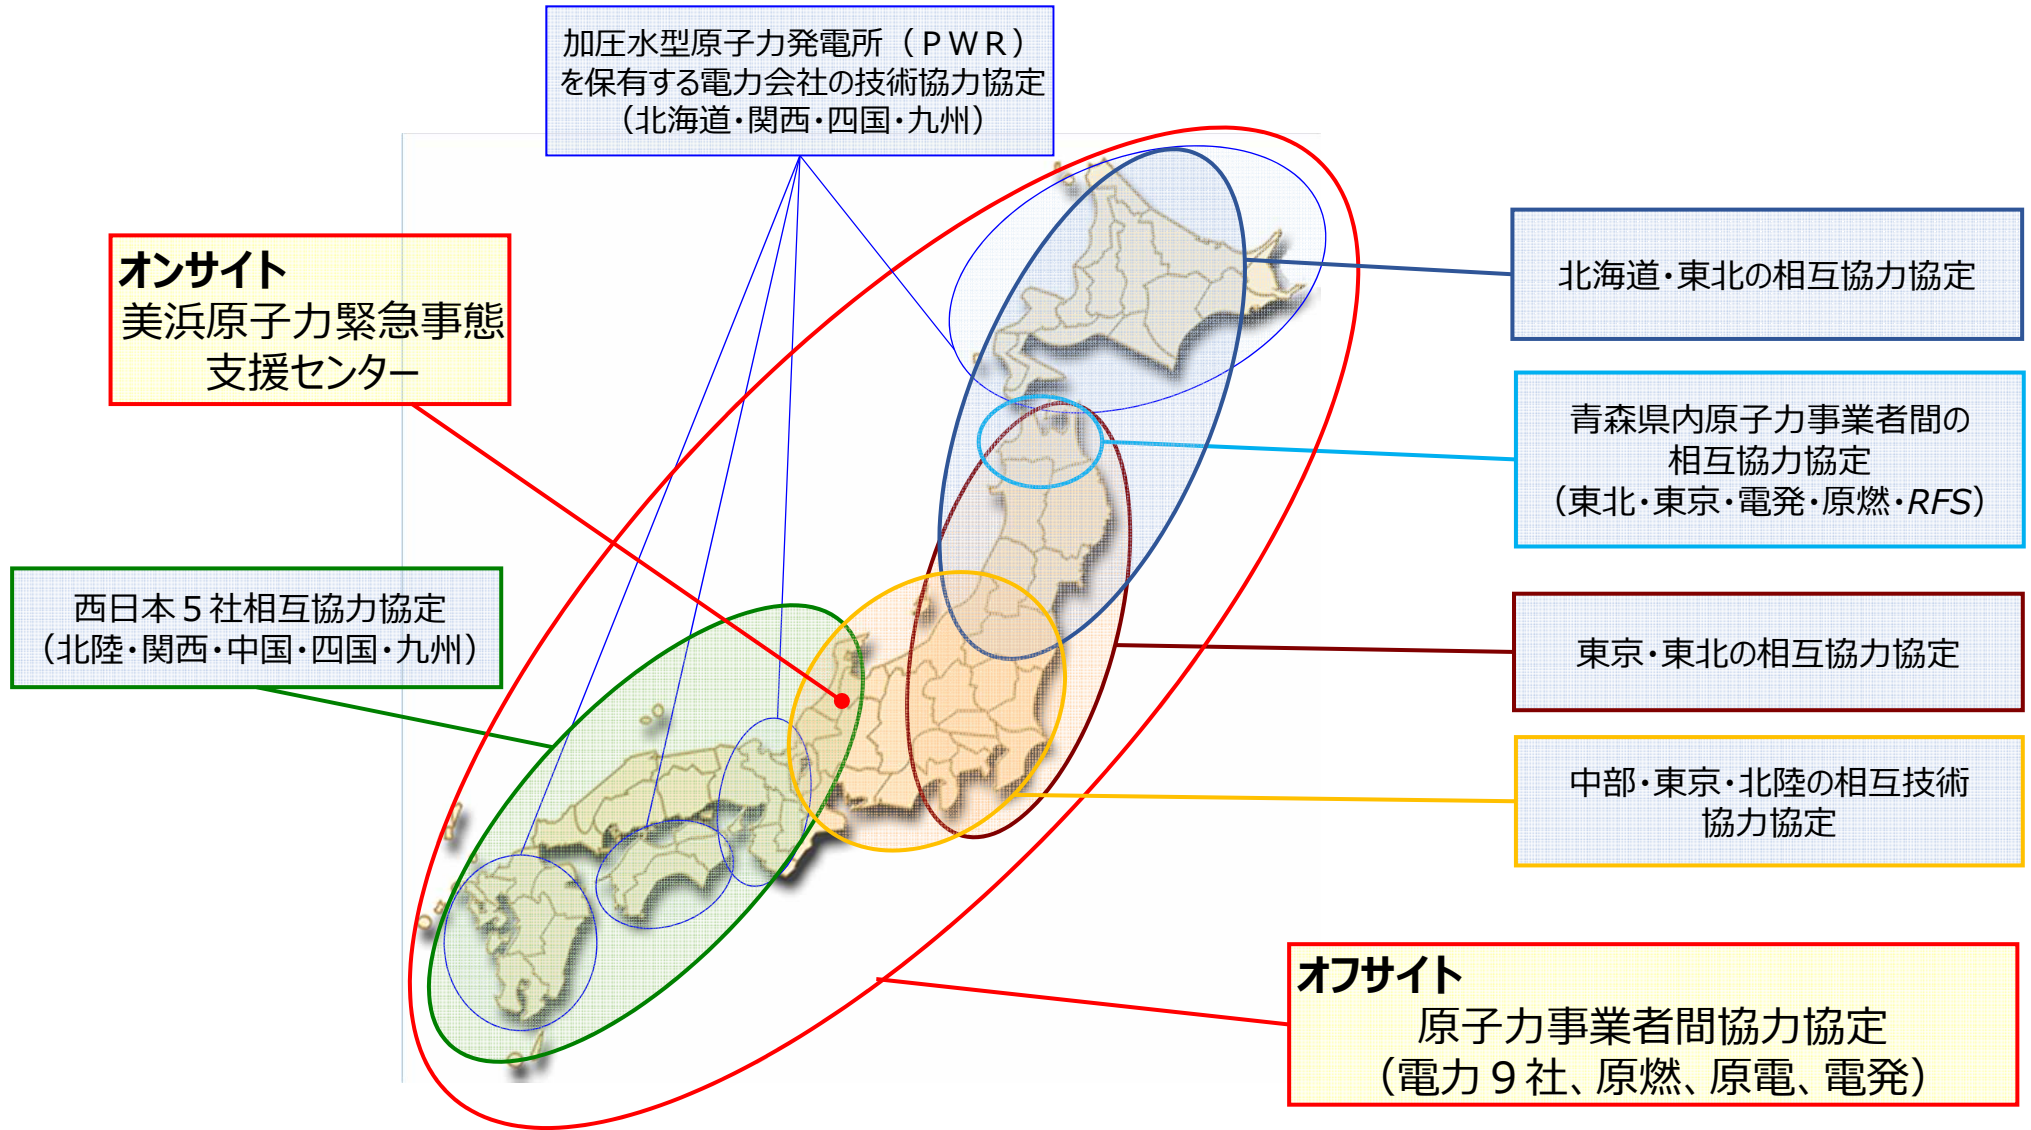 加圧水型原子力発電所（ＰＷＲ）
を保有する電力会社の技術協力協定
（北海道・関西・四国・九州）
オンサイト
美浜原子力緊急事態
支援センター
北海道・東北の相互協力協定
青森県内原子力事業者間の
相互協力協定
（東北・東京・電発・原燃・RFS）
西日本５社相互協力協定
（北陸・関西・中国・四国・九州）
東京・東北の相互協力協定
中部・東京・北陸の相互技術
協力協定
オフサイト
原子力事業者間協力協定
（電力９社、原燃、原電、電発）